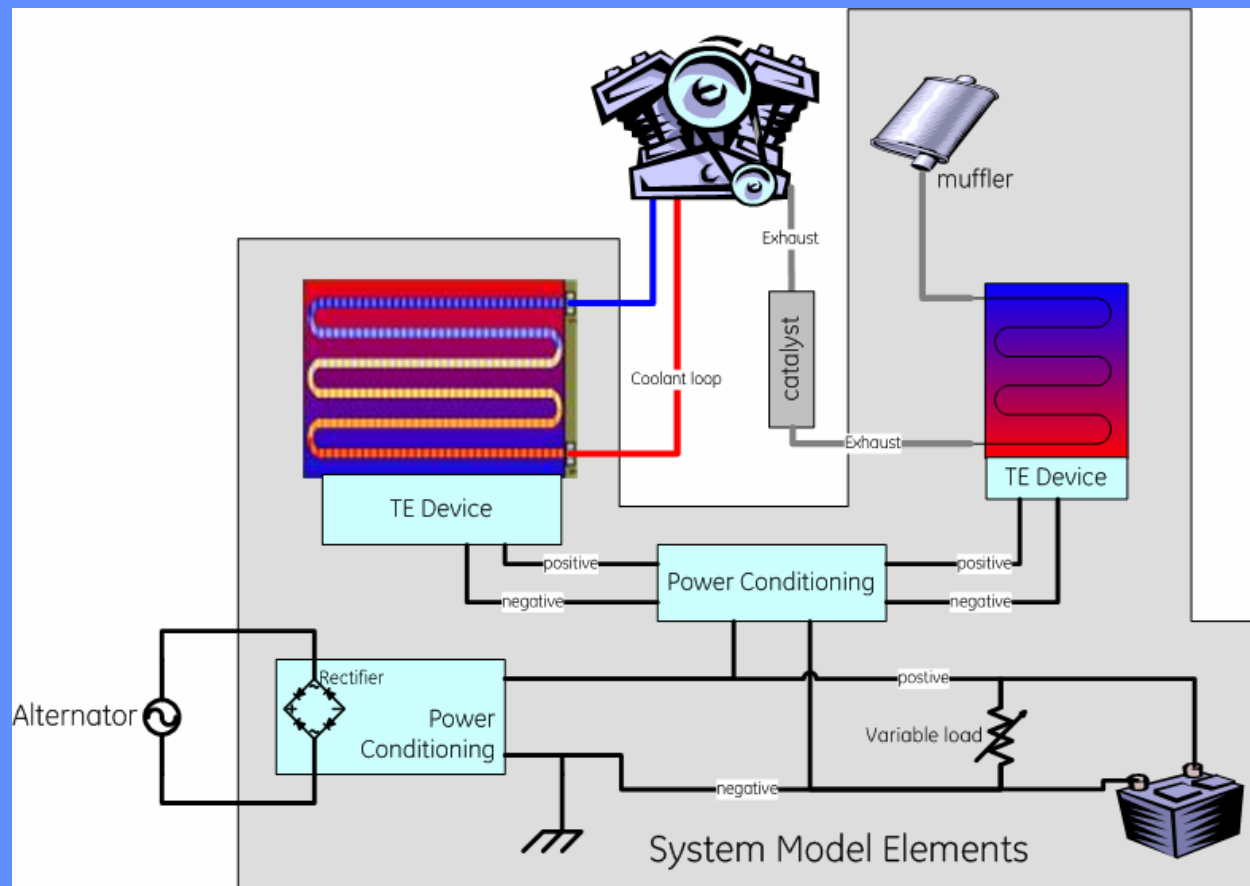 muffler
Exhaust
catalyst
Coolant loop
Exhaust
TE Device
TE Device
positive
negative
Power Conditioning
positive
negative
Rectifier
Power
Conditioning
postive
Alternator
Variable load
negative
System Model Elements